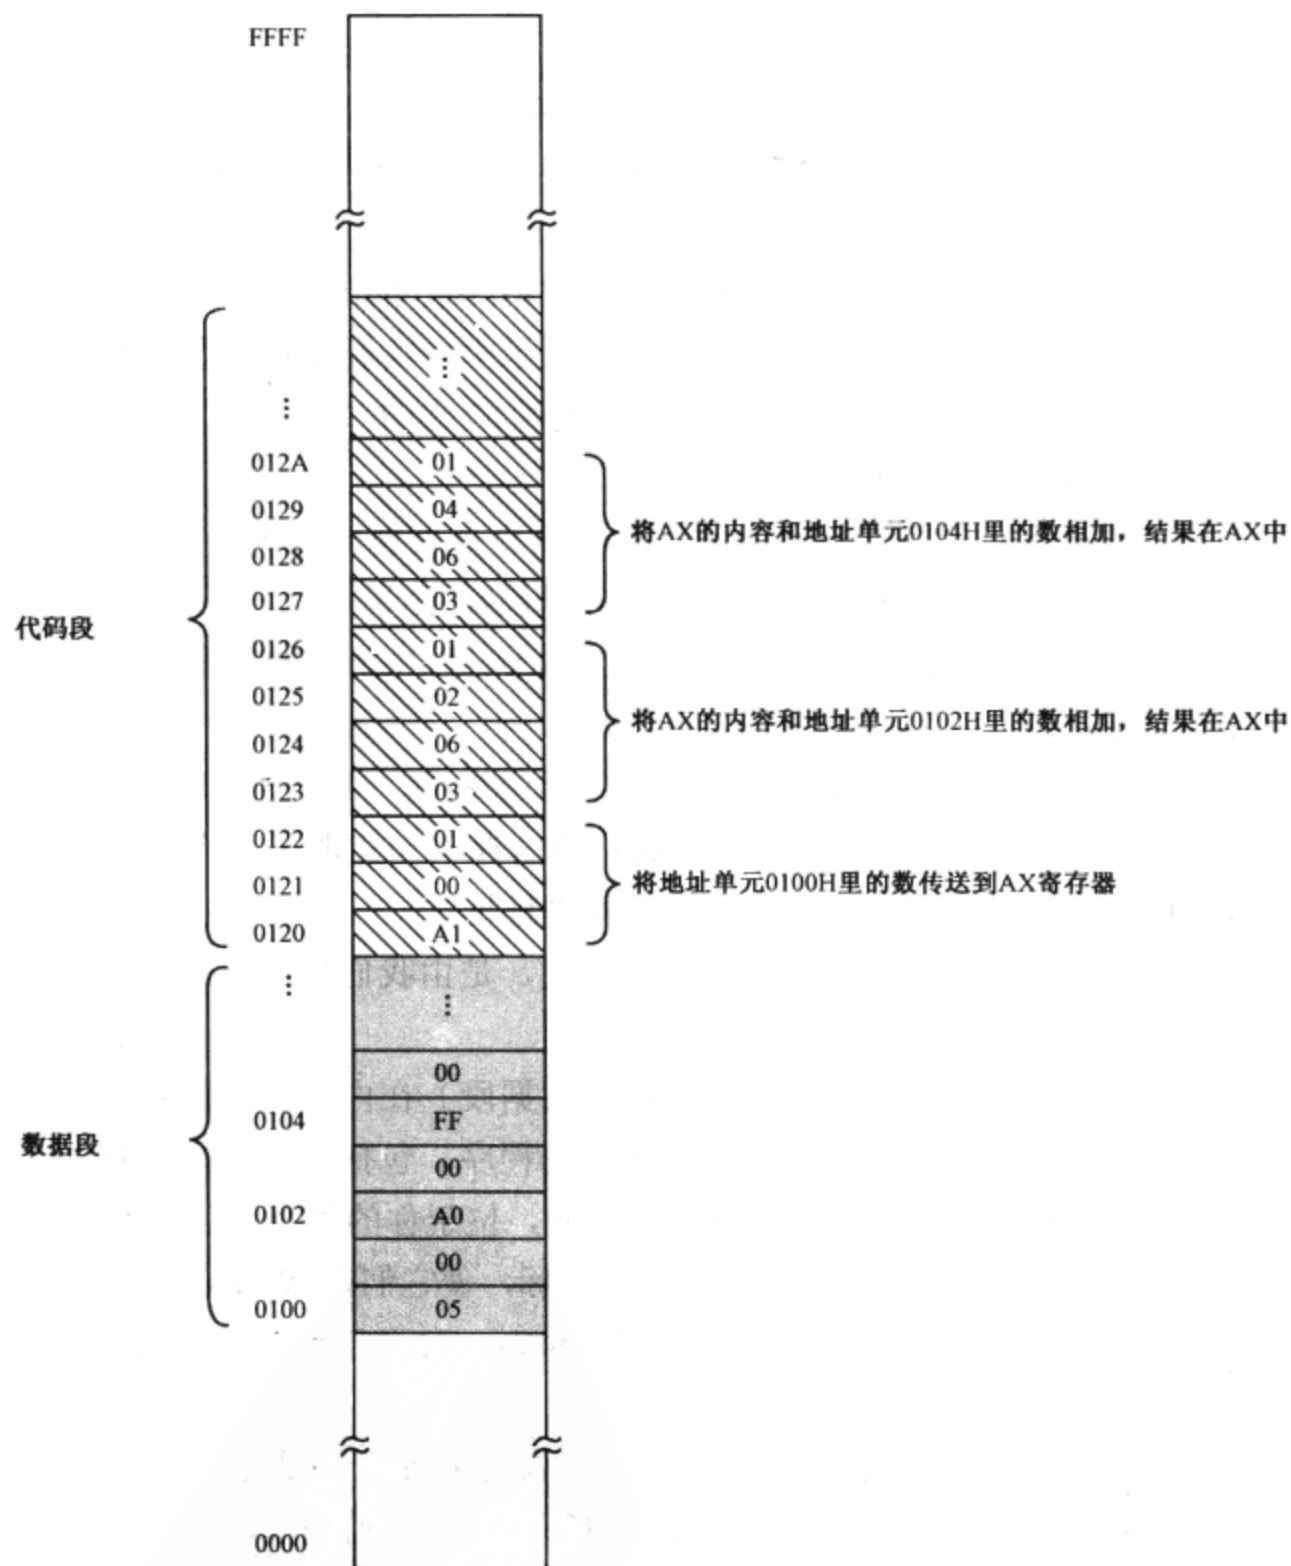 FFFF
⋮
⋮
012A 01
0129 04
将AX的内容和地址单元0104H里的数相加，结果在AX中
0128 06
0127 03
代码段
0126 01
0125 02
将AX的内容和地址单元0102H里的数相加，结果在AX中
0124 06
0123 03
0122 01
0121 00
将地址单元0100H里的数传送到AX寄存器
0120 A1
⋮
⋮
00
0104 FF
数据段
00
0102 A0
00
0100 05
0000